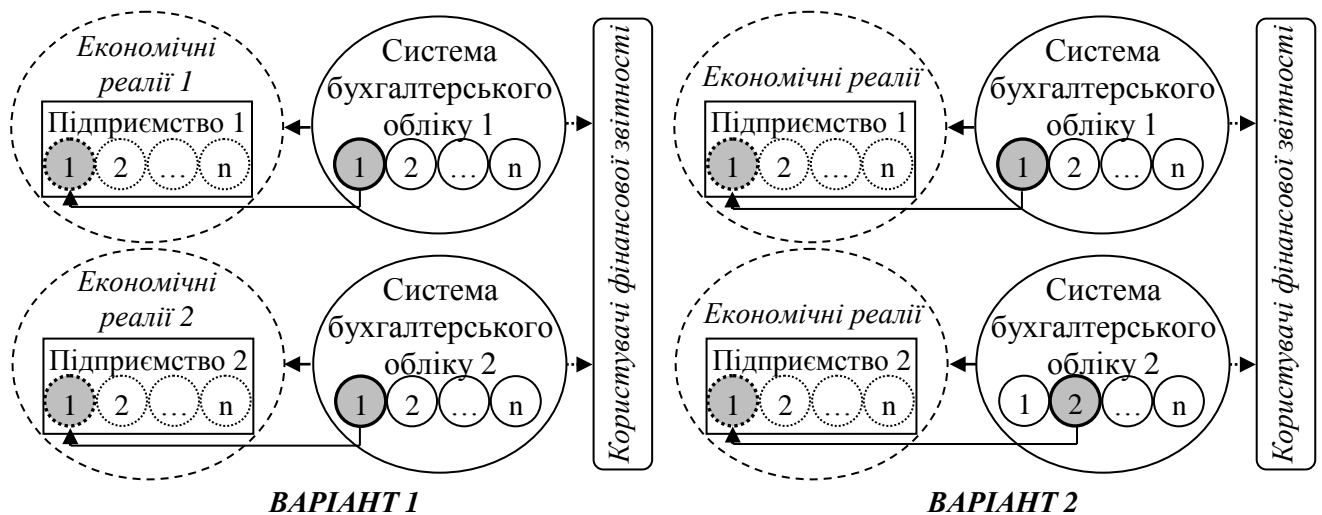 Економічні
реалії 1
Підприємство 1
1 2 … n
Система
бухгалтерського
обліку 1
1 2 … n
Економічні
реалії 2
Підприємство 2
1 2 … n
Система
бухгалтерського
обліку 2
1 2 … n
Користувачі фінансової звітності
ВАРІАНТ 1
Економічні реалії
Підприємство 1
1 2 … n
Система
бухгалтерського
обліку 1
1 2 … n
Економічні реалії
Підприємство 2
1 2 … n
Система
бухгалтерського
обліку 2
1 2 … n
Користувачі фінансової звітності
ВАРІАНТ 2